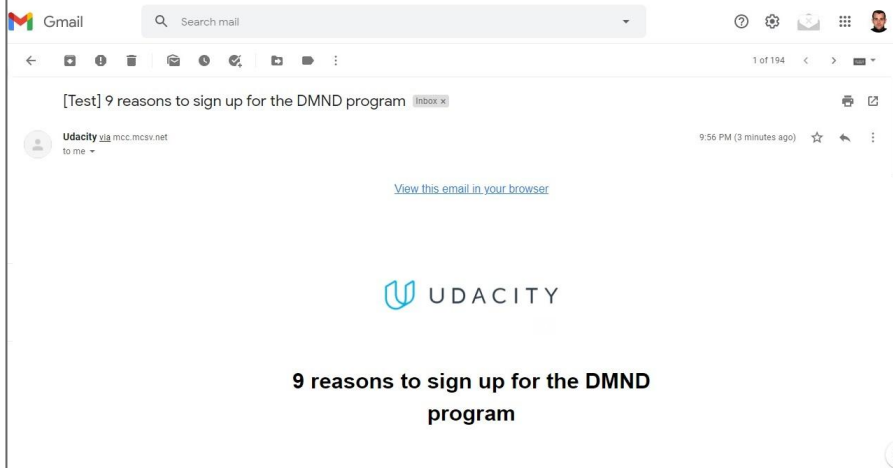 Gmail
Search mail
1 of 194
[Test] 9 reasons to sign up for the DMND program Inbox x
Udacity via mcc.mcsv.net
9:56 PM (3 minutes ago)
to me
View this email in your browser
UDACITY
9 reasons to sign up for the DMND
program